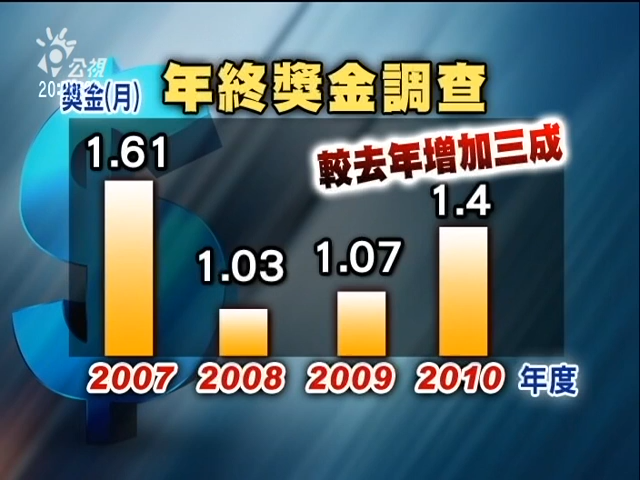 公視
年終獎金調查
獎金(月)
較去年增加三成
1.61
1.03
1.07
1.4
2007 2008 2009 2010 年度